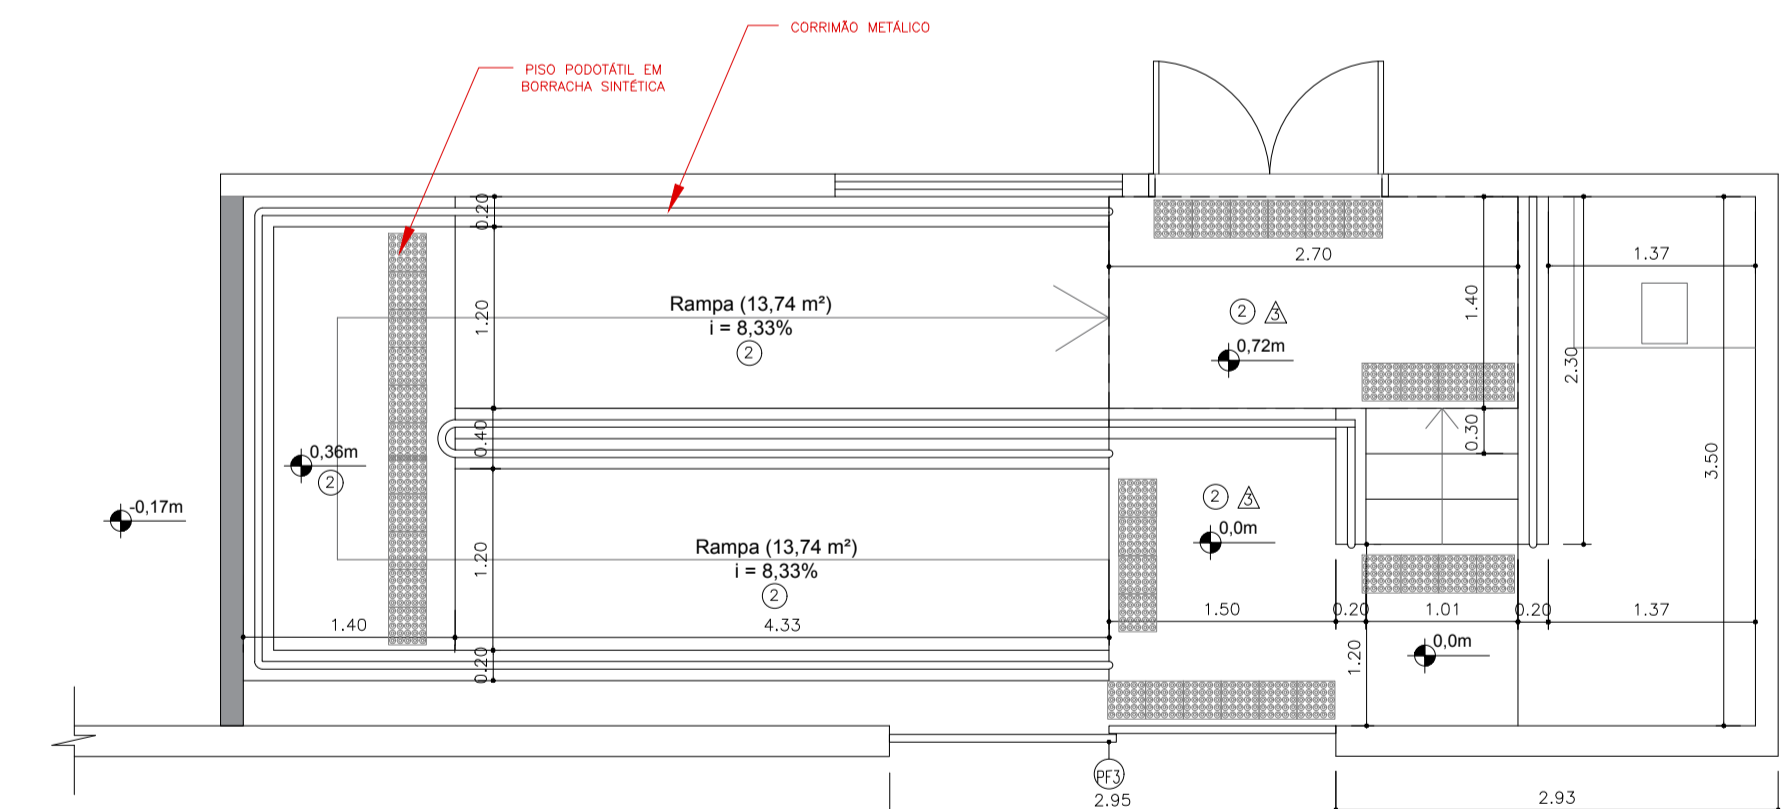 CORRIMÃO METÁLICO
PISO PODOTÁTIL EM
BORRACHA SINTÉTICA
0.20
2.70
1.37
Rampa (13,74 m²)
i = 8,33%
2
1.20
2 3
0,72m
1.40
2.30
0.40
0.30
3.50
0,36m
2
-0,17m
2 3
0,0m
Rampa (13,74 m²)
i = 8,33%
2
1.20
1.40
4.33
1.50
0.20
1.01
0.20
1.37
0.20
1.20
0,0m
PF3
2.95
2.93